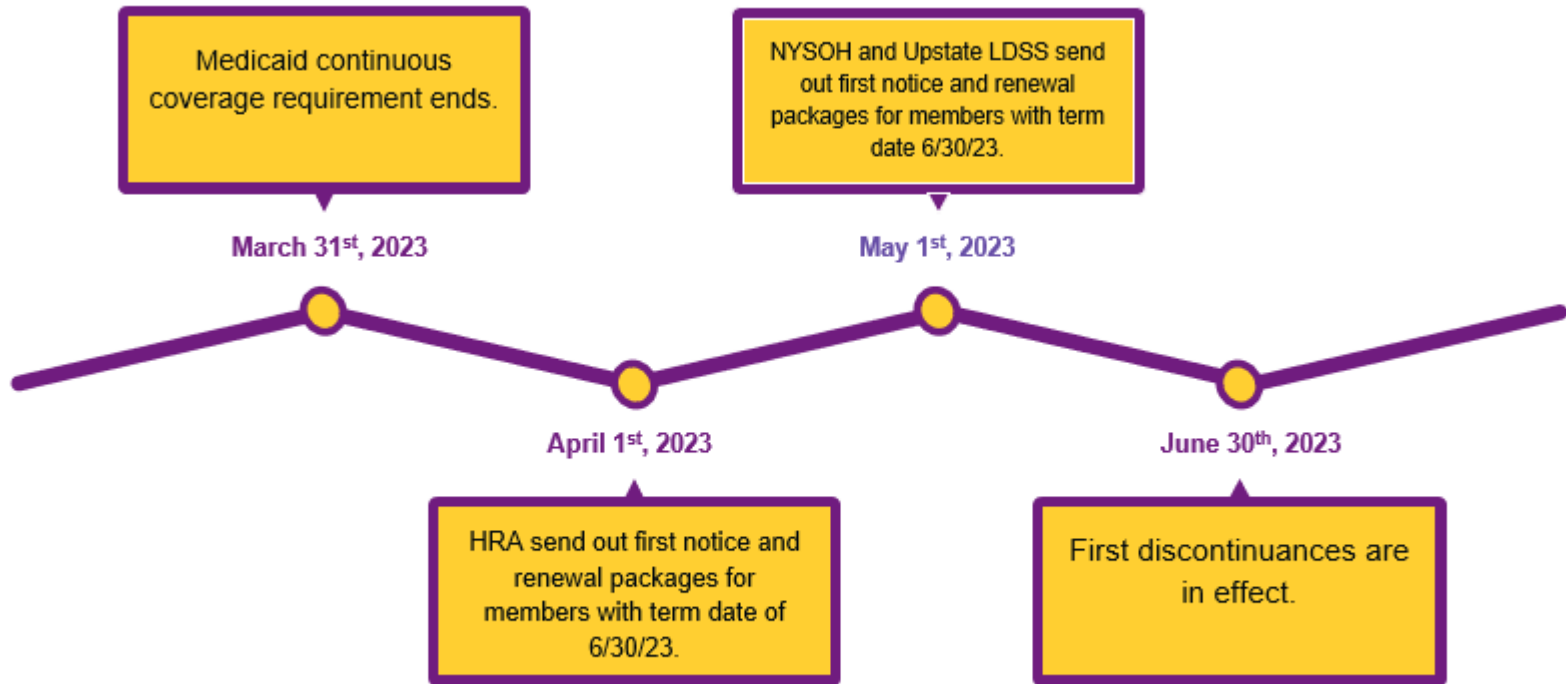 Medicaid continuous
coverage requirement ends.
March 31st, 2023
NYSOH and Upstate LDSS send
out first notice and renewal
packages for members with term
date 6/30/23.
May 1st, 2023
April 1st, 2023
HRA send out first notice and
renewal packages for
members with term date of
6/30/23.
June 30th, 2023
First discontinuances are
in effect.